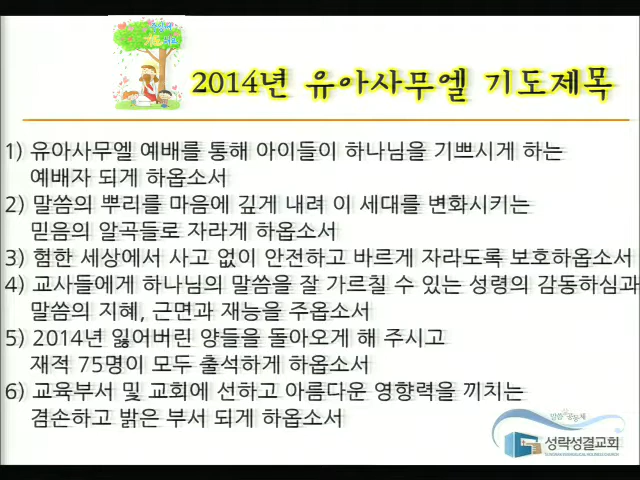 2014년 유아사무엘 기도제목
1) 유아사무엘 예배를 통해 아이들이 하나님을 기쁘시게 하는
예배자 되게 하옵소서
2) 말씀의 뿌리를 마음에 깊게 내려 이 세대를 변화시키는
믿음의 알곡들로 자라게 하옵소서
3) 험한 세상에서 사고 없이 안전하고 바르게 자라도록 보호하옵소서
4) 교사들에게 하나님의 말씀을 잘 가르칠 수 있는 성령의 감동하심과
말씀의 지혜, 근면과 재능을 주옵소서
5) 2014년 잃어버린 양들을 돌아오게 해 주시고
재적 75명이 모두 출석하게 하옵소서
6) 교육부서 및 교회에 선하고 아름다운 영향력을 끼치는
겸손하고 밝은 부서 되게 하옵소서
성락성결교회